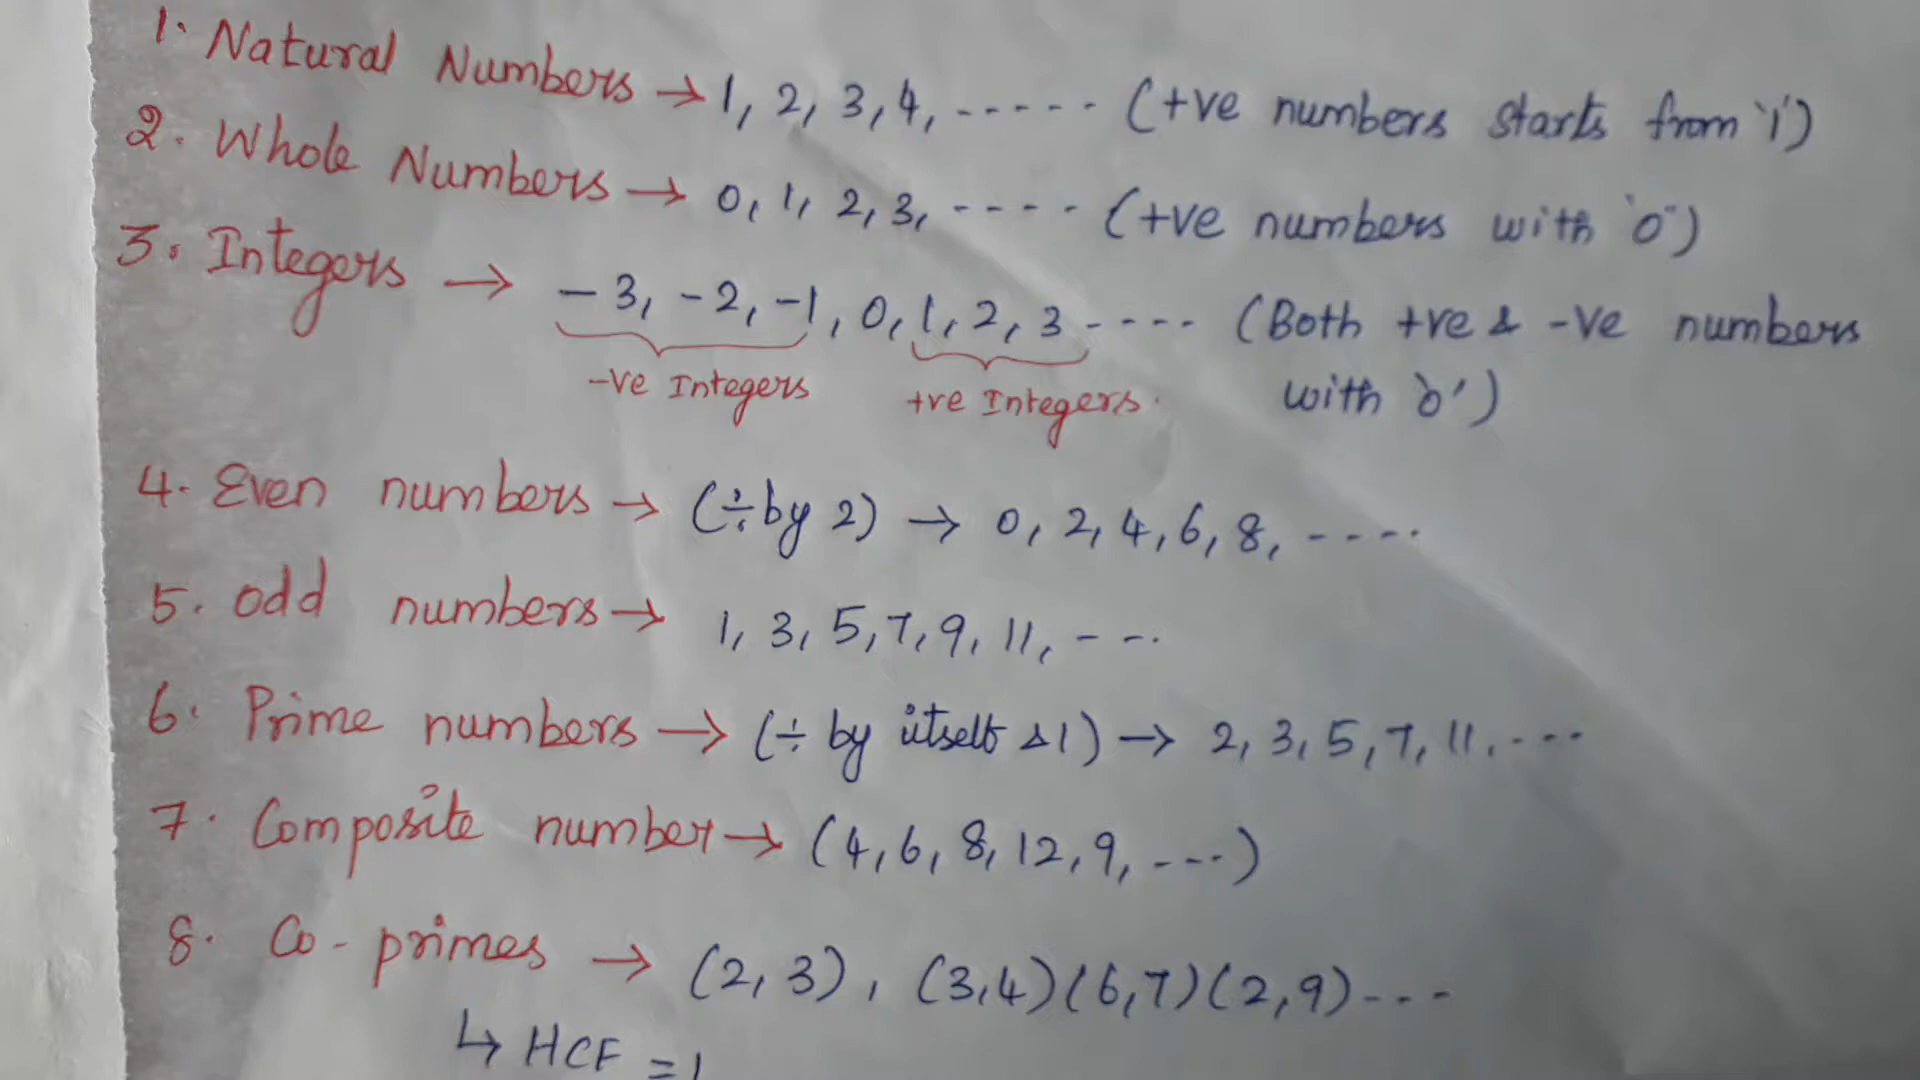 1. Natural Numbers → 1, 2, 3, 4, ----- (+ve numbers starts from '1')
2. Whole Numbers → 0, 1, 2, 3, ---- (+ve numbers with '0')
3. Integers → -3, -2, -1, 0, 1, 2, 3 ---- (Both +ve & -ve numbers
with '0')
-ve Integers +ve Integers
4. Even numbers → (÷ by 2) → 0, 2, 4, 6, 8, ----
5. odd numbers → 1, 3, 5, 7, 9, 11, ---
6. Prime numbers → (÷ by itself & 1) → 2, 3, 5, 7, 11, ---
7. Composite number → (4, 6, 8, 12, 9, ---)
8. Co-primes → (2, 3), (3,4) (6,7) (2,9) ---
↳ HCF = 1